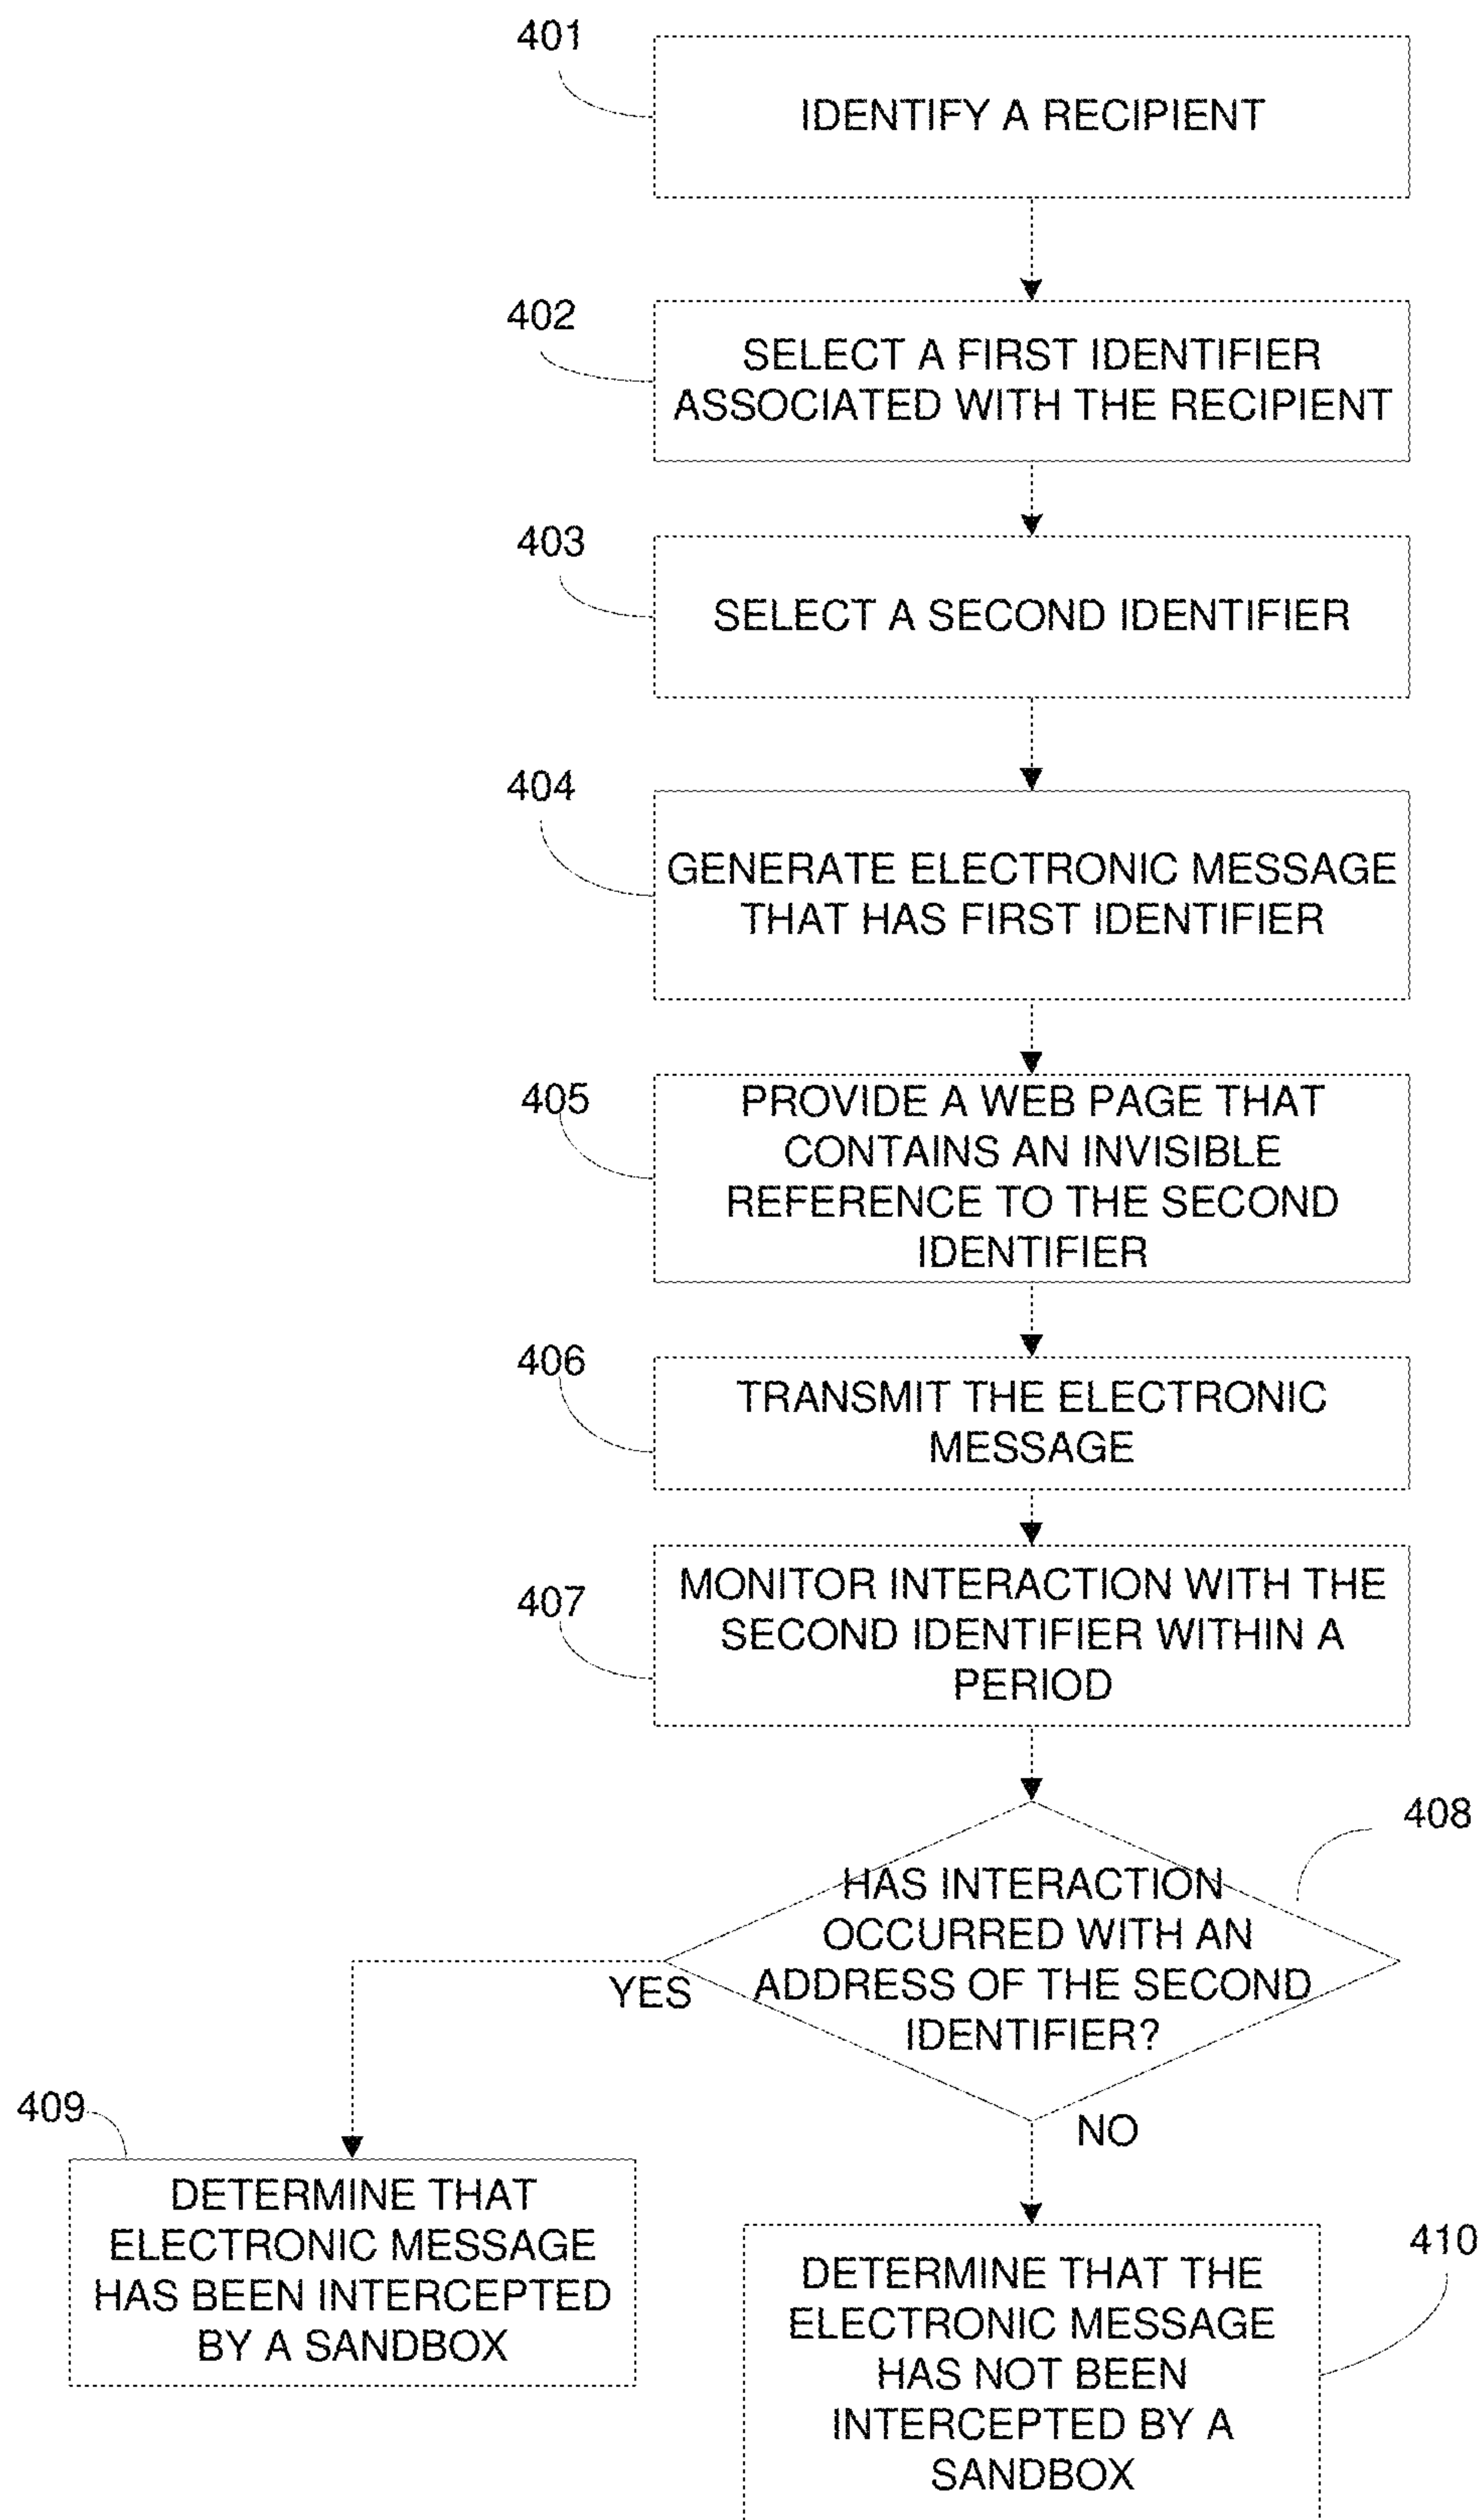 401
IDENTIFY A RECIPIENT
402
SELECT A FIRST IDENTIFIER
ASSOCIATED WITH THE RECIPIENT
403
SELECT A SECOND IDENTIFIER
404
GENERATE ELECTRONIC MESSAGE
THAT HAS FIRST IDENTIFIER
405
PROVIDE A WEB PAGE THAT
CONTAINS AN INVISIBLE
REFERENCE TO THE SECOND
IDENTIFIER
406
TRANSMIT THE ELECTRONIC
MESSAGE
407
MONITOR INTERACTION WITH THE
SECOND IDENTIFIER WITHIN A
PERIOD
408
HAS INTERACTION
OCCURRED WITH AN
ADDRESS OF THE SECOND
IDENTIFIER?
YES
NO
409
DETERMINE THAT
ELECTRONIC MESSAGE
HAS BEEN INTERCEPTED
BY A SANDBOX
410
DETERMINE THAT THE
ELECTRONIC MESSAGE
HAS NOT BEEN
INTERCEPTED BY A
SANDBOX